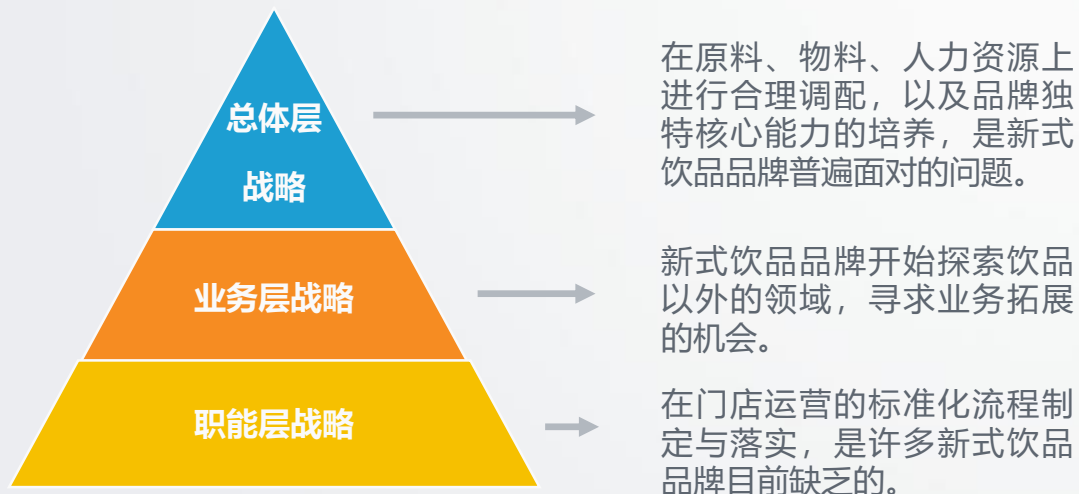 总体层
战略
在原料、物料、人力资源上
进行合理调配，以及品牌独
特核心能力的培养，是新式
饮品品牌普遍面对的问题。
业务层战略
新式饮品品牌开始探索饮品
以外的领域，寻求业务拓展
的机会。
职能层战略
在门店运营的标准化流程制
定与落实，是许多新式饮品
品牌目前缺乏的。